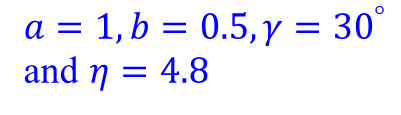 a = 1, b = 0.5, γ = 30°
and η = 4.8